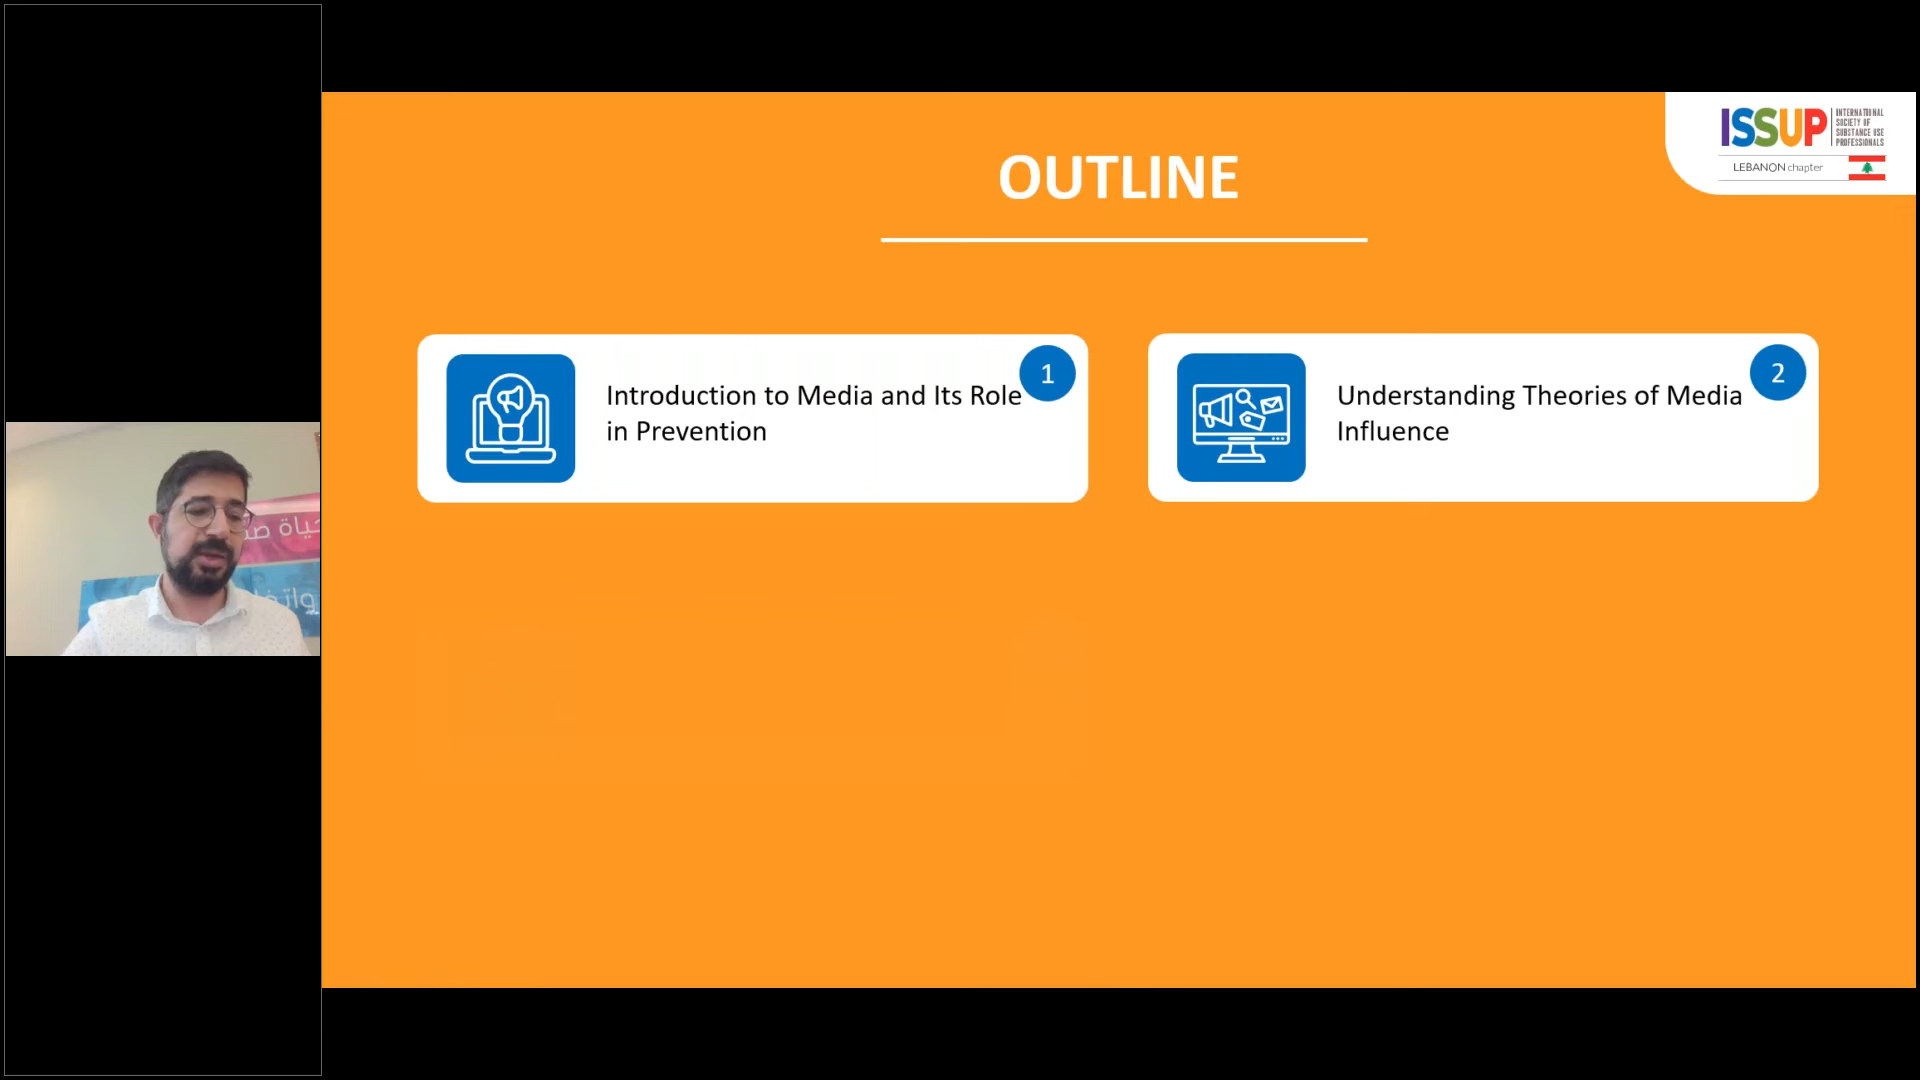 OUTLINE
ISSUP
INTERNATIONAL
SOCIETY OF
SUBSTANCE USE
PROFESSIONALS
LEBANON chapter
1
Introduction to Media and Its Role
in Prevention
2
Understanding Theories of Media
Influence